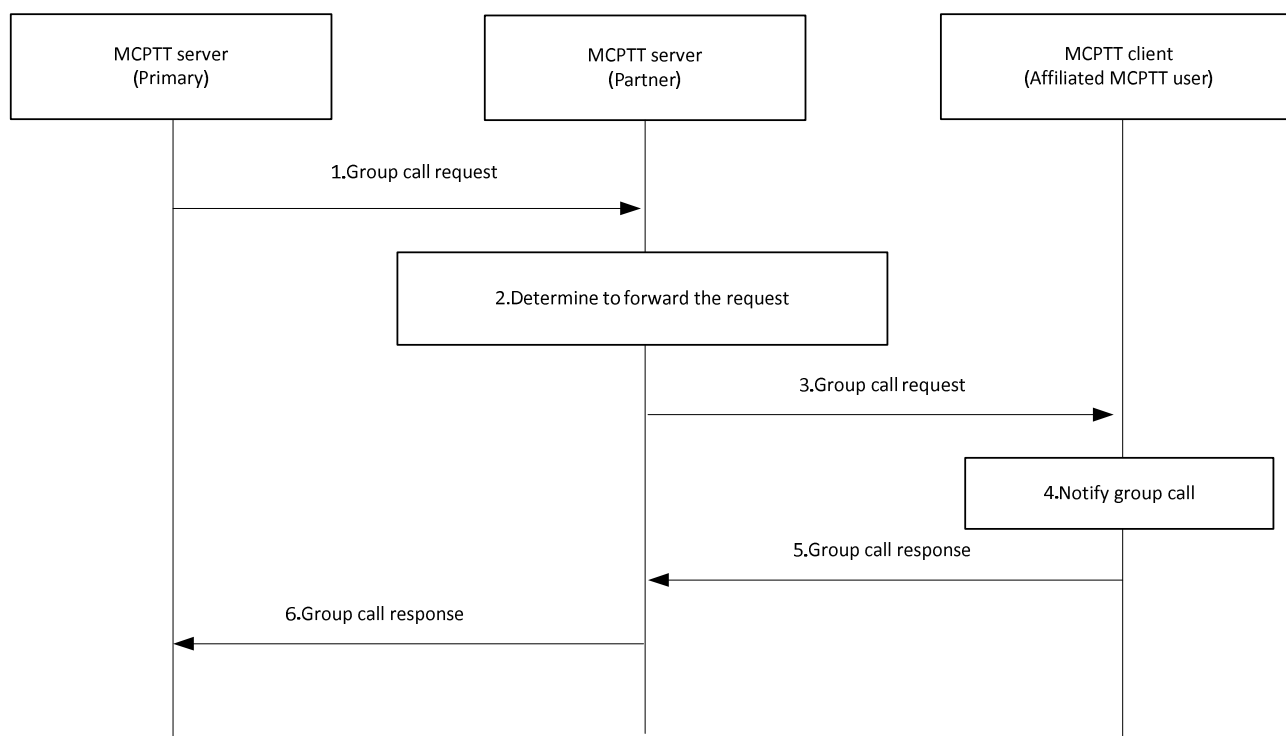 MCPTT server
(Primary)
MCPTT server
(Partner)
MCPTT client
(Affiliated MCPTT user)
1.Group call request
2.Determine to forward the request
3.Group call request
4.Notify group call
5.Group call response
6.Group call response